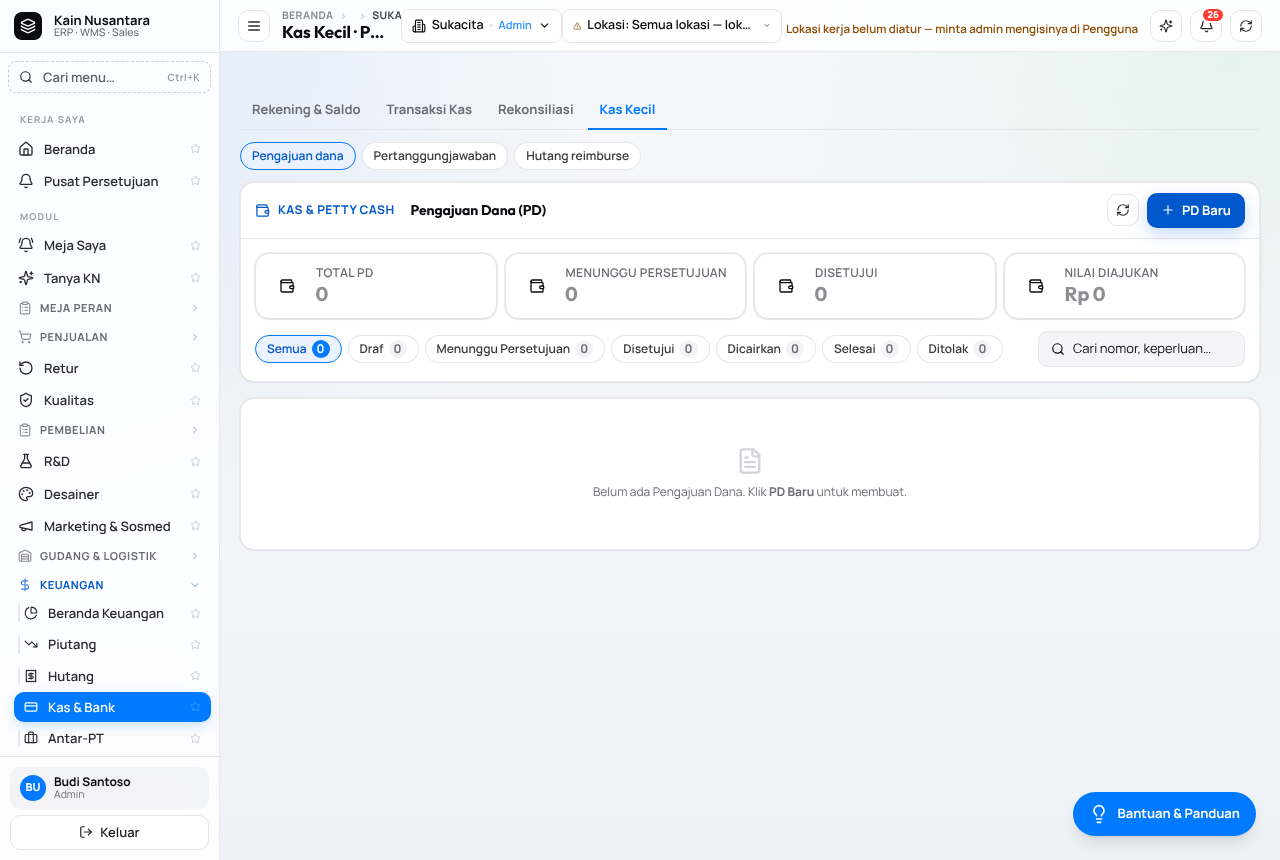 Kain Nusantara
ERP · WMS · Sales
Cari menu... Ctrl+K
KERJA SAYA
Beranda
Pusat Persetujuan
MODUL
Meja Saya
Tanya KN
MEJA PERAN
PENJUALAN
Retur
Kualitas
PEMBELIAN
R&D
Desainer
Marketing & Sosmed
GUDANG & LOGISTIK
KEUANGAN
Beranda Keuangan
Piutang
Hutang
Kas & Bank
Antar-PT
BU Budi Santoso
Admin
Keluar
BERANDA › › SUKA
Kas Kecil · P...
Sukacita · Admin
Lokasi: Semua lokasi — lok...
Lokasi kerja belum diatur — minta admin mengisinya di Pengguna
26
Rekening & Saldo Transaksi Kas Rekonsiliasi Kas Kecil
Pengajuan dana Pertanggungjawaban Hutang reimburse
KAS & PETTY CASH Pengajuan Dana (PD)
PD Baru
TOTAL PD
0
MENUNGGU PERSETUJUAN
0
DISETUJUI
0
NILAI DIAJUKAN
Rp 0
Semua 0 Draf 0 Menunggu Persetujuan 0 Disetujui 0 Dicairkan 0 Selesai 0 Ditolak 0
Cari nomor, keperluan...
Belum ada Pengajuan Dana. Klik PD Baru untuk membuat.
Bantuan & Panduan